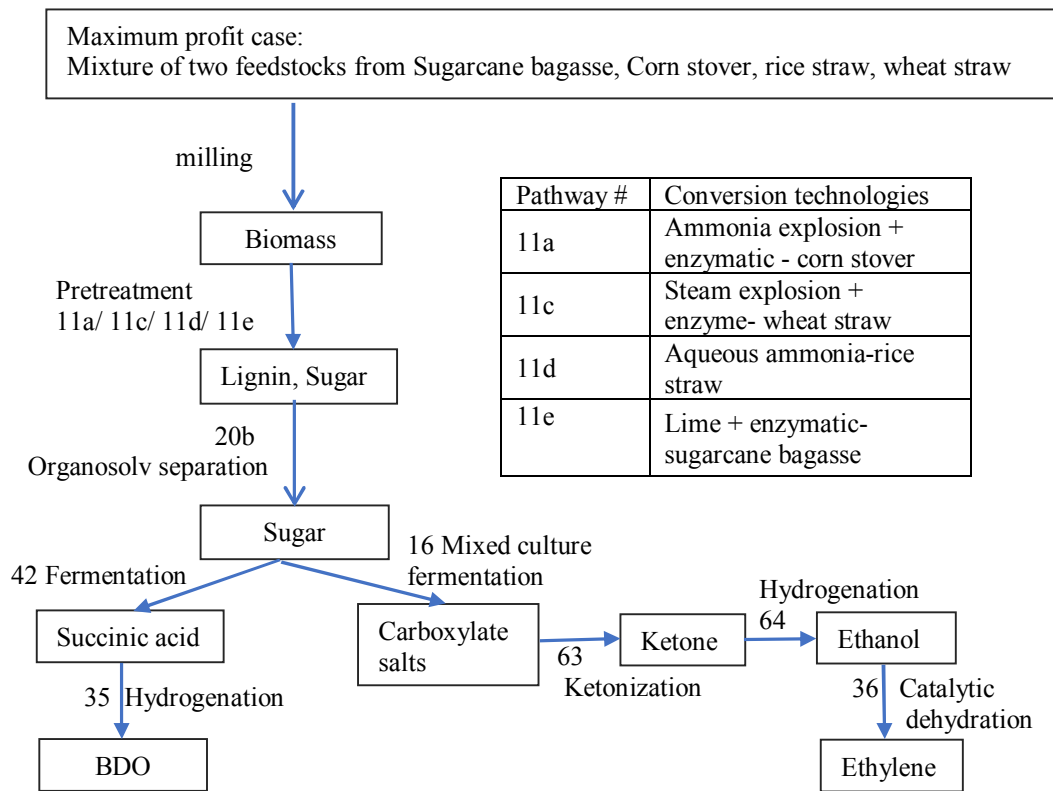 Maximum profit case:
Mixture of two feedstocks from Sugarcane bagasse, Corn stover, rice straw, wheat straw
milling
Biomass
Pretreatment
11a/ 11c/ 11d/ 11e
Lignin, Sugar
20b
Organosolv separation
Sugar
Pathway # Conversion technologies
11a Ammonia explosion +
enzymatic - corn stover
11c Steam explosion +
enzyme- wheat straw
11d Aqueous ammonia-rice
straw
11e Lime + enzymatic-
sugarcane bagasse
42 Fermentation
16 Mixed culture
fermentation
Succinic acid
35 Hydrogenation
BDO
Carboxylate
salts
63
Ketonization
Ketone
Hydrogenation
64
Ethanol
36 Catalytic
dehydration
Ethylene